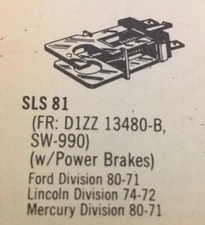 SLS 81
(FR: D1ZZ 13480-B,
SW-990)
(w/Power Brakes)
Ford Division 80-71
Lincoln Division 74-72
Mercury Division 80-71